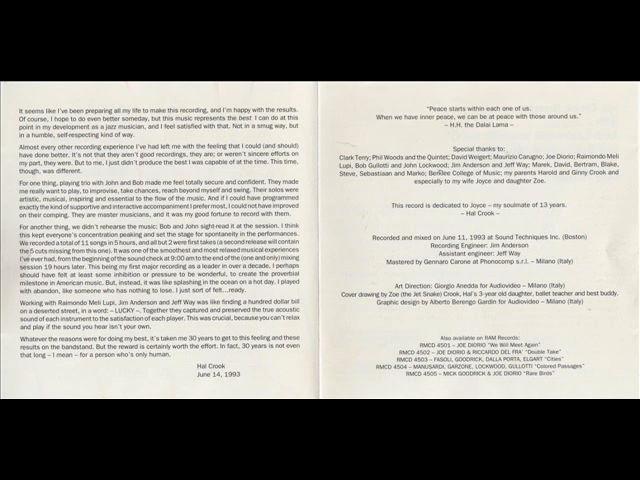 It seems like I've been preparing all my life to make this recording, and I'm happy with the results.
Of course, I hope to do even better someday, but this music represents the best I can do at this
point in my development as a jazz musician, and I feel satisfied with that. Not in a smug way, but
in a humble, self-respecting kind of way.
Almost every other recording experience I've had left me with the feeling that I could (and should)
have done better. It's not that they aren't good recordings, they are; or weren't sincere efforts on
my part, they were. But to me, I just didn't produce the best I was capable of at the time. This time,
though, was different.
For one thing, playing trio with John and Bob made me feel totally secure and confident. They made
me really want to play, to improvise, take chances, reach beyond myself and swing. Their solos were
artistic, musical, inspiring and essential to the flow of the music. And if I could have programmed
exactly the kind of supportive and interactive accompaniment I prefer most, I could not have improved
on their comping. They are master musicians, and it was my good fortune to record with them.
For another thing, we didn't rehearse the music; Bob and John sight-read it at the session. I think
this kept everyone's concentration peaking and set the stage for spontaneity in the performances.
We recorded a total of 11 songs in 5 hours, and all but 2 were first takes (a second release will contain
the 5 cuts missing from this one). It was one of the smoothest and most relaxed musical experiences
I've ever had, from the beginning of the sound check at 9:00 am to the end of the (one and only) mixing
session 19 hours later. This being my first major recording as a leader in over a decade, I perhaps
should have felt at least some inhibition or pressure to be wonderful, to create the proverbial
milestone in American music. But, instead, it was like splashing in the ocean on a hot day. I played
with abandon, like someone who has nothing to lose. I just sort of felt...ready.
Working with Raimondo Meli Lupi, Jim Anderson and Jeff Way was like finding a hundred dollar bill
on a deserted street, in a word: – LUCKY –. Together they captured and preserved the true acoustic
sound of each instrument to the satisfaction of each player. This was crucial, because you can't relax
and play if the sound you hear isn't your own.
Whatever the reasons were for doing my best, it's taken me 30 years to get to this feeling and these
results on the bandstand. But the reward is certainly worth the effort. In fact, 30 years is not even
that long – I mean – for a person who's only human.
Hal Crook
June 14, 1993
"Peace starts within each one of us.
When we have inner peace, we can be at peace with those around us."
– H.H. the Dalai Lama –
Special thanks to:
Clark Terry; Phil Woods and the Quintet; David Weigert; Maurizio Carugno; Joe Diorio; Raimondo Meli
Lupi, Bob Gullotti and John Lockwood; Jim Anderson and Jeff Way; Marek, David, Bertram, Blake,
Steve, Sebastiaan and Marko; Berklee College of Music; my parents Harold and Ginny Crook and
especially to my wife Joyce and daughter Zoe.
This record is dedicated to Joyce - my soulmate of 13 years.
– Hal Crook –
Recorded and mixed on June 11, 1993 at Sound Techniques Inc. (Boston)
Recording Engineer: Jim Anderson
Assistant engineer: Jeff Way
Mastered by Gennaro Carone at Phonocomp s.r.l. – Milano (Italy)
Art Direction: Giorgio Anedda for Audiovideo – Milano (Italy)
Cover drawing by Zoe (the Jet Snake) Crook, Hal's 3-year old daughter, ballet teacher and best buddy.
Graphic design by Alberto Berengo Gardin for Audiovideo – Milano (Italy)
Also available on RAM Records:
RMCD 4501 – JOE DIORIO "We Will Meet Again"
RMCD 4502 – JOE DIORIO & RICCARDO DEL FRA' "Double Take"
RMCD 4503 – FASOLI, GOODRICK, DALLA PORTA, ELGART "Cities"
RMCD 4504 – MANUSARDI, GARZONE, LOCKWOOD, GULLOTTI "Colored Passages"
RMCD 4505 – MICK GOODRICK & JOE DIORIO "Rare Birds"